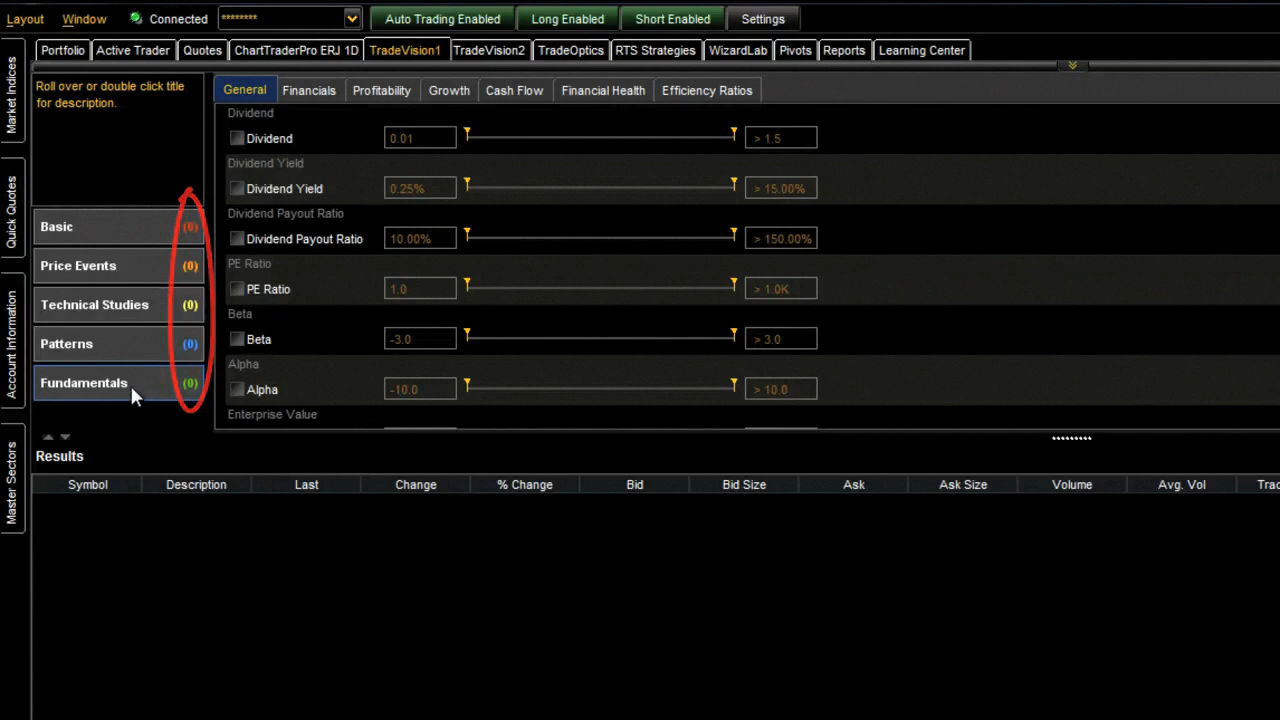 Layout Window Connected ******** Auto Trading Enabled Long Enabled Short Enabled Settings
Portfolio Active Trader Quotes ChartTraderPro ERJ 1D TradeVision1 TradeVision2 TradeOptics RTS Strategies WizardLab Pivots Reports Learning Center
Market Indices
Quick Quotes
Account Information
Master Sectors
Roll over or double click title
for description.
Basic (0)
Price Events (0)
Technical Studies (0)
Patterns (0)
Fundamentals (0)
General Financials Profitability Growth Cash Flow Financial Health Efficiency Ratios
Dividend
Dividend 0.01 > 1.5
Dividend Yield
Dividend Yield 0.25% > 15.00%
Dividend Payout Ratio
Dividend Payout Ratio 10.00% > 150.00%
PE Ratio
PE Ratio 1.0 > 1.0K
Beta
Beta -3.0 > 3.0
Alpha
Alpha -10.0 > 10.0
Enterprise Value
Results
Symbol Description Last Change % Change Bid Bid Size Ask Ask Size Volume Avg. Vol Trac